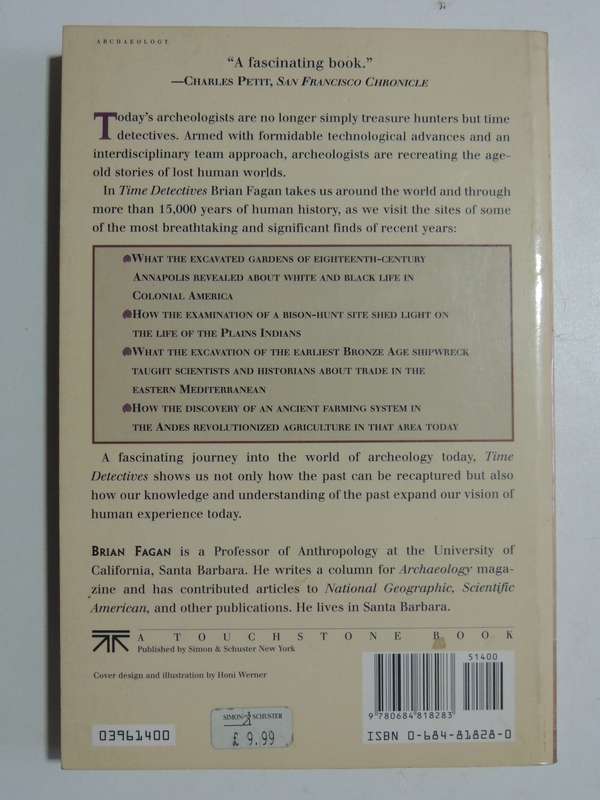 ARCHAEOLOGY
“A fascinating book.”
—CHARLES PETIT, SAN FRANCISCO CHRONICLE
Today’s archeologists are no longer simply treasure hunters but time
detectives. Armed with formidable technological advances and an
interdisciplinary team approach, archeologists are recreating the age-
old stories of lost human worlds.
In Time Detectives Brian Fagan takes us around the world and through
more than 15,000 years of human history, as we visit the sites of some
of the most breathtaking and significant finds of recent years:
WHAT THE EXCAVATED GARDENS OF EIGHTEENTH-CENTURY
ANNAPOLIS REVEALED ABOUT WHITE AND BLACK LIFE IN
COLONIAL AMERICA
HOW THE EXAMINATION OF A BISON-HUNT SITE SHED LIGHT ON
THE LIFE OF THE PLAINS INDIANS
WHAT THE EXCAVATION OF THE EARLIEST BRONZE AGE SHIPWRECK
TAUGHT SCIENTISTS AND HISTORIANS ABOUT TRADE IN THE
EASTERN MEDITERRANEAN
HOW THE DISCOVERY OF AN ANCIENT FARMING SYSTEM IN
THE ANDES REVOLUTIONIZED AGRICULTURE IN THAT AREA TODAY
A fascinating journey into the world of archeology today, Time
Detectives shows us not only how the past can be recaptured but also
how our knowledge and understanding of the past expand our vision of
human experience today.
BRIAN FAGAN is a Professor of Anthropology at the University of
California, Santa Barbara. He writes a column for Archaeology maga-
zine and has contributed articles to National Geographic, Scientific
American, and other publications. He lives in Santa Barbara.
A TOUCHSTONE BOOK
Published by Simon & Schuster New York
Cover design and illustration by Honi Werner
51400
9 780684 818283
03961400
SIMON & SCHUSTER
£ 9.99
ISBN 0-684-81828-0